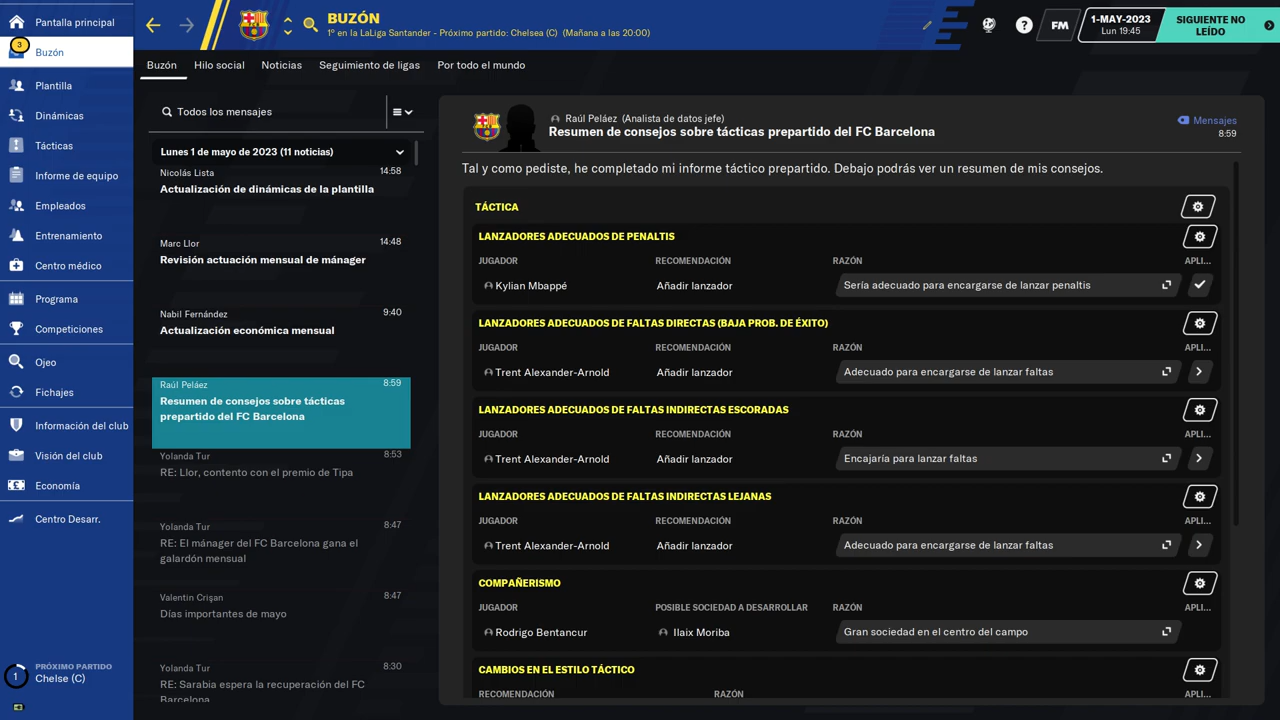 Pantalla principal
3
Buzón
Plantilla
Dinámicas
Tácticas
Informe de equipo
Empleados
Entrenamiento
Centro médico
Programa
Competiciones
Ojeo
Fichajes
Información del club
Visión del club
Economía
Centro Desarr.
1
PRÓXIMO PARTIDO
Chelse (C)
BUZÓN
1º en la LaLiga Santander - Próximo partido: Chelsea (C) (Mañana a las 20:00)
FM
1-MAY-2023
Lun 19:45
SIGUIENTE NO LEÍDO
Buzón
Hilo social
Noticias
Seguimiento de ligas
Por todo el mundo
Todos los mensajes
Lunes 1 de mayo de 2023 (11 noticias)
Nicolás Lista 14:58
Actualización de dinámicas de la plantilla
Marc Llor 14:48
Revisión actuación mensual de mánager
Nabil Fernández 9:40
Actualización económica mensual
Raúl Peláez 8:59
Resumen de consejos sobre tácticas
prepartido del FC Barcelona
Yolanda Tur 8:53
RE: Llor, contento con el premio de Tipa
Yolanda Tur 8:47
RE: El mánager del FC Barcelona gana el
galardón mensual
Valentin Crişan 8:47
Días importantes de mayo
Yolanda Tur 8:30
RE: Sarabia espera la recuperación del FC
Barcelona
Raúl Peláez (Analista de datos jefe)
Resumen de consejos sobre tácticas prepartido del FC Barcelona
Mensajes
8:59
Tal y como pediste, he completado mi informe táctico prepartido. Debajo podrás ver un resumen de mis consejos.
TÁCTICA
LANZADORES ADECUADOS DE PENALTIS
JUGADOR RECOMENDACIÓN RAZÓN APLI...
Kylian Mbappé Añadir lanzador Sería adecuado para encargarse de lanzar penaltis
LANZADORES ADECUADOS DE FALTAS DIRECTAS (BAJA PROB. DE ÉXITO)
JUGADOR RECOMENDACIÓN RAZÓN APLI...
Trent Alexander-Arnold Añadir lanzador Adecuado para encargarse de lanzar faltas
LANZADORES ADECUADOS DE FALTAS INDIRECTAS ESCORADAS
JUGADOR RECOMENDACIÓN RAZÓN APLI...
Trent Alexander-Arnold Añadir lanzador Encajaría para lanzar faltas
LANZADORES ADECUADOS DE FALTAS INDIRECTAS LEJANAS
JUGADOR RECOMENDACIÓN RAZÓN APLI...
Trent Alexander-Arnold Añadir lanzador Adecuado para encargarse de lanzar faltas
COMPAÑERISMO
JUGADOR POSIBLE SOCIEDAD A DESARROLLAR RAZÓN APLI...
Rodrigo Bentancur Ilaix Moriba Gran sociedad en el centro del campo
CAMBIOS EN EL ESTILO TÁCTICO
RECOMENDACIÓN RAZÓN APLI...